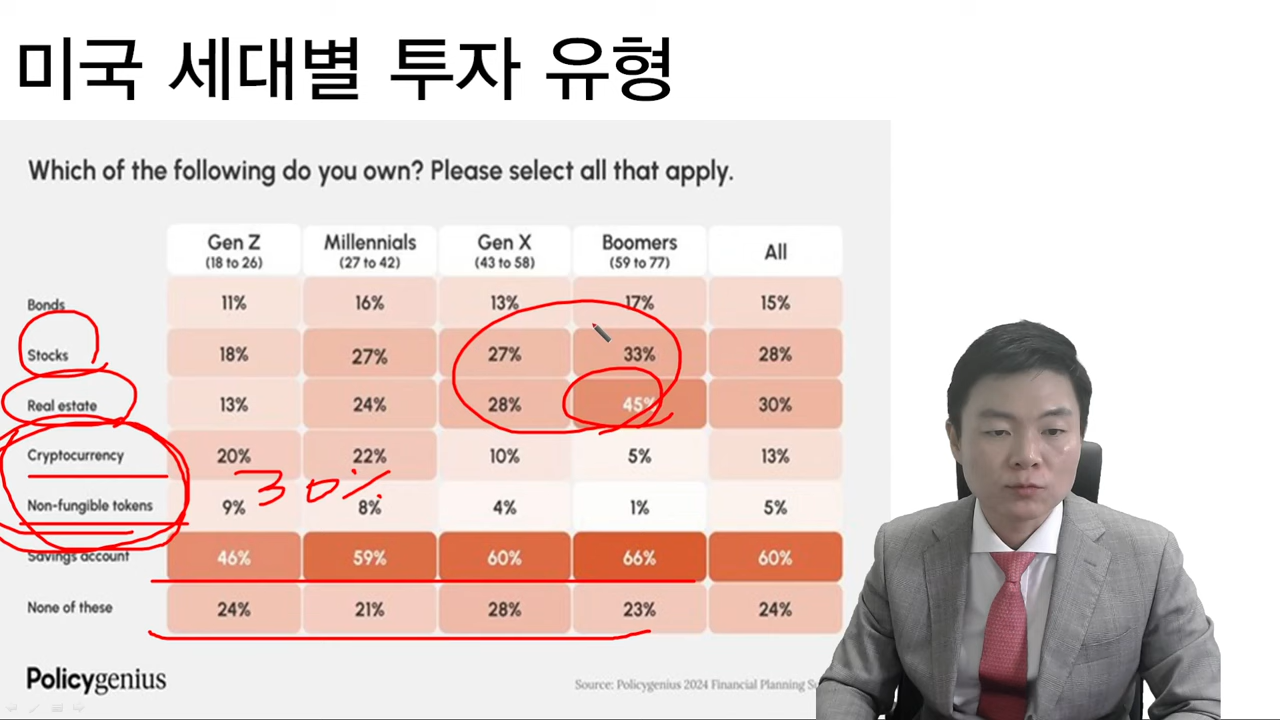 미국 세대별 투자 유형
Which of the following do you own? Please select all that apply.
Gen Z Millennials Gen X Boomers All
(18 to 26) (27 to 42) (43 to 58) (59 to 77)
Bonds 11% 16% 13% 17% 15%
Stocks 18% 27% 27% 33% 28%
Real estate 13% 24% 28% 45% 30%
Cryptocurrency 20% 22% 10% 5% 13%
30%
Non-fungible tokens 9% 8% 4% 1% 5%
Savings account 46% 59% 60% 66% 60%
None of these 24% 21% 28% 23% 24%
Policygenius
Source: Policygenius 2024 Financial Planning